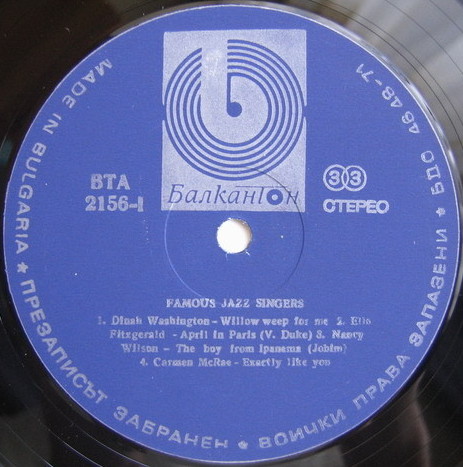 Балкантон
MADE IN BULGARIA ★ ПРЕЗАПИСЪТ ЗАБРАНЕН ★ ВСИЧКИ ПРАВА ЗАПАЗЕНИ ★ БДС 4648-71
ВТА
2156-I
33
СТЕРЕО
FAMOUS JAZZ SINGERS
1. Dinah Washington - Willow weep for me 2. Ella
Fitzgerald - April in Paris (V. Duke) 3. Nancy
Wilson - The boy from Ipanema (Jobim)
4. Carmen McRae - Exactly like you